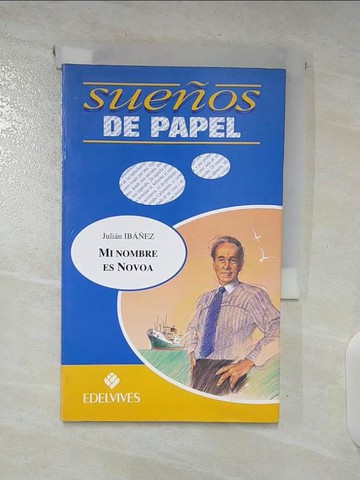 sueños
DE PAPEL
Julián IBÁÑEZ
MI NOMBRE
ES NOVOA
EDELVIVES